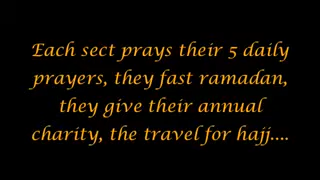 Each sect prays their 5 daily
prayers, they fast ramadan,
they give their annual
charity, the travel for hajj....